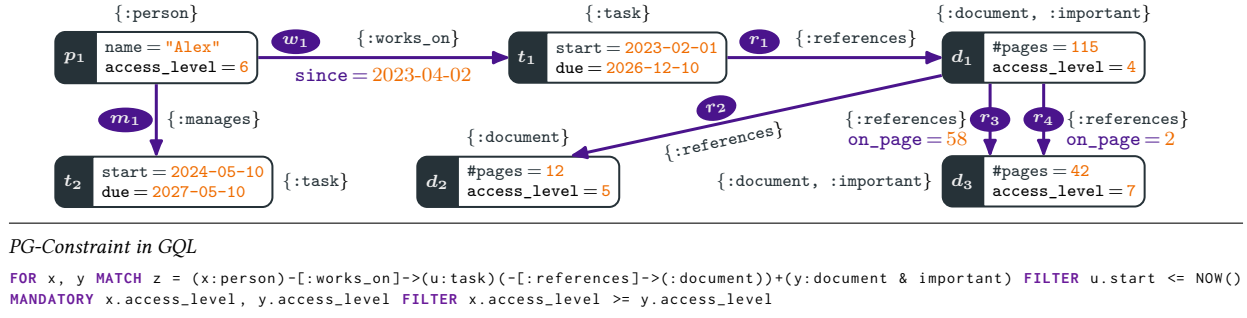 {:person}
{:task}
{:document, :important}
p1 name = "Alex"
access_level = 6
w1 {:works_on}
since = 2023-04-02
t1 start = 2023-02-01
due = 2026-12-10
r1 {:references}
d1 #pages = 115
access_level = 4
m1 {:manages}
r2
{:references}
{:document}
{:references}
on_page = 58
r3
r4
{:references}
on_page = 2
t2 start = 2024-05-10
due = 2027-05-10
{:task}
d2 #pages = 12
access_level = 5
{:document, :important}
d3 #pages = 42
access_level = 7
PG-Constraint in GQL
FOR x, y MATCH z = (x:person)-[:works_on]->(u:task)(-[:references]->(:document))+(y:document & important) FILTER u.start <= NOW()
MANDATORY x.access_level, y.access_level FILTER x.access_level >= y.access_level